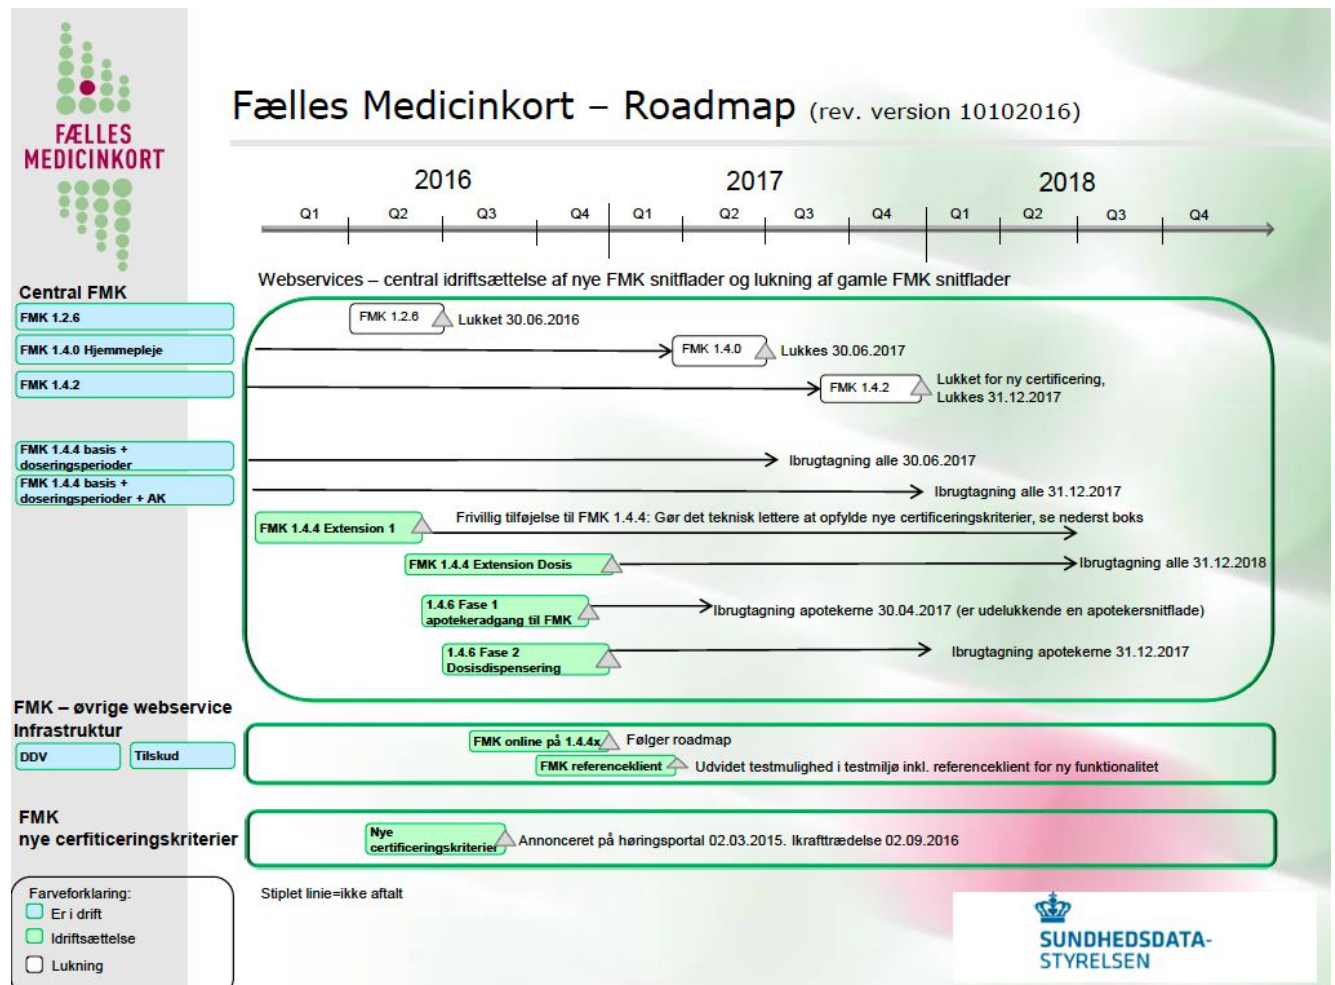 FÆLLES
MEDICINKORT
Fælles Medicinkort – Roadmap (rev. version 10102016)
2016 2017 2018
Q1 Q2 Q3 Q4 Q1 Q2 Q3 Q4 Q1 Q2 Q3 Q4
Webservices – central idriftsættelse af nye FMK snitflader og lukning af gamle FMK snitflader
Central FMK
FMK 1.2.6
FMK 1.2.6
Lukket 30.06.2016
FMK 1.4.0 Hjemmepleje
FMK 1.4.0
Lukkes 30.06.2017
FMK 1.4.2
FMK 1.4.2
Lukket for ny certificering,
Lukkes 31.12.2017
FMK 1.4.4 basis +
doseringsperioder
Ibrugtagning alle 30.06.2017
FMK 1.4.4 basis +
doseringsperioder + AK
Ibrugtagning alle 31.12.2017
FMK 1.4.4 Extension 1
Frivillig tilføjelse til FMK 1.4.4: Gør det teknisk lettere at opfylde nye certificeringskriterier, se nederst boks
FMK 1.4.4 Extension Dosis
Ibrugtagning alle 31.12.2018
1.4.6 Fase 1
apotekeradgang til FMK
Ibrugtagning apotekerne 30.04.2017 (er udelukkende en apotekersnitflade)
1.4.6 Fase 2
Dosisdispensering
Ibrugtagning apotekerne 31.12.2017
FMK – øvrige webservice
Infrastruktur
DDV
Tilskud
FMK online på 1.4.4x
Følger roadmap
FMK referenceklient
Udvidet testmulighed i testmiljø inkl. referenceklient for ny funktionalitet
FMK
nye cerfiticeringskriterier
Nye
certificeringskriterier
Annonceret på høringsportal 02.03.2015. Ikrafttrædelse 02.09.2016
Farveforklaring:
Er i drift
Idriftsættelse
Lukning
Stiplet linie=ikke aftalt
SUNDHEDSDATA-
STYRELSEN